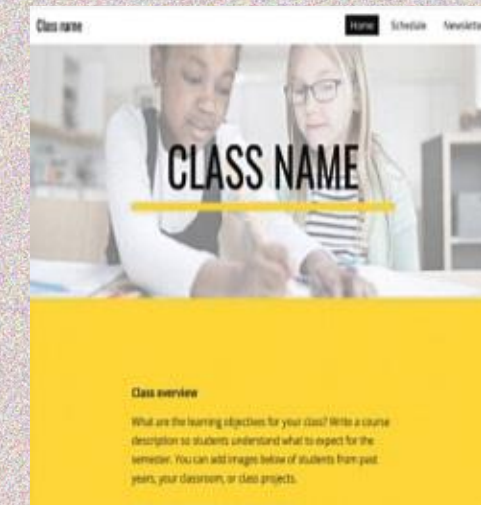 Class name
Home Schedule Newslette
CLASS NAME
Class overview
What are the learning objectives for your class? Write a course
description so students understand what to expect for the
semester. You can add images below of students from past
years, your classroom, or class projects.